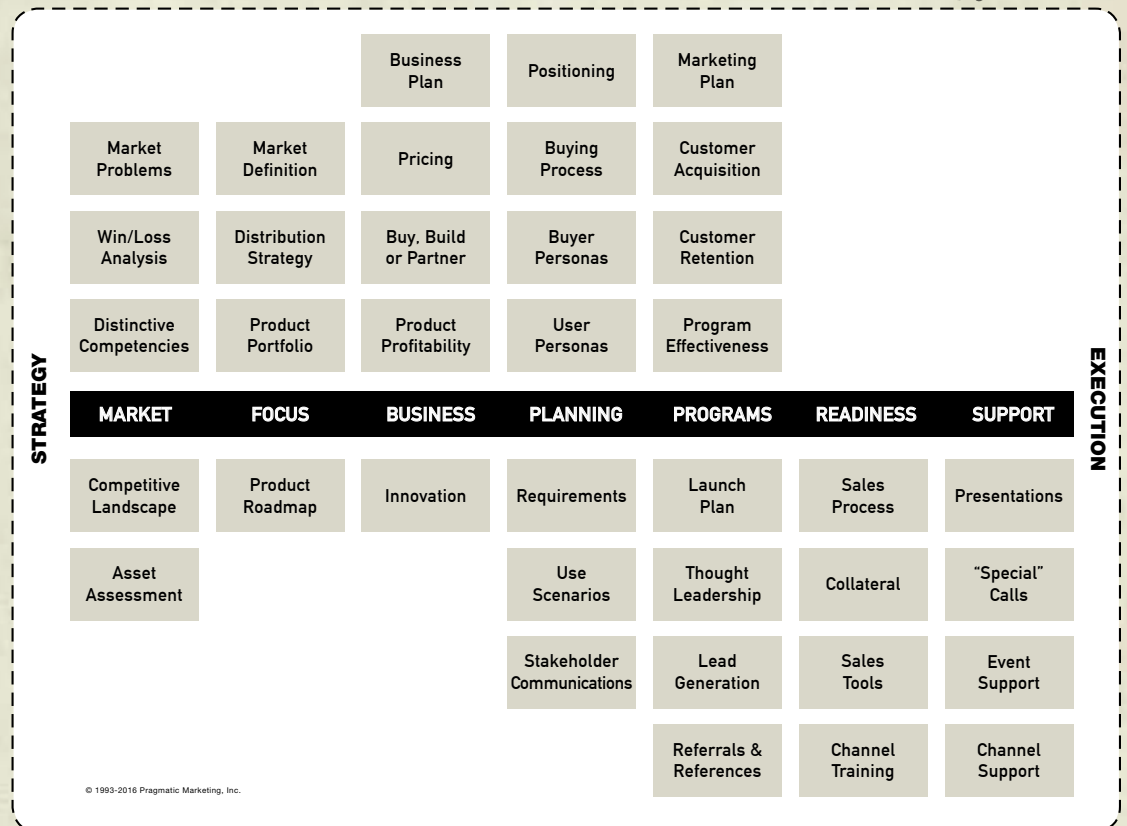 Business
Plan
Positioning
Marketing
Plan
Market
Problems
Market
Definition
Pricing
Buying
Process
Customer
Acquisition
Win/Loss
Analysis
Distribution
Strategy
Buy, Build
or Partner
Buyer
Personas
Customer
Retention
Distinctive
Competencies
Product
Portfolio
Product
Profitability
User
Personas
Program
Effectiveness
STRATEGY
MARKET
FOCUS
BUSINESS
PLANNING
PROGRAMS
READINESS
SUPPORT
EXECUTION
Competitive
Landscape
Product
Roadmap
Innovation
Requirements
Launch
Plan
Sales
Process
Presentations
Asset
Assessment
Use
Scenarios
Thought
Leadership
Collateral
“Special”
Calls
Stakeholder
Communications
Lead
Generation
Sales
Tools
Event
Support
Referrals &
References
Channel
Training
Channel
Support
© 1993-2016 Pragmatic Marketing, Inc.